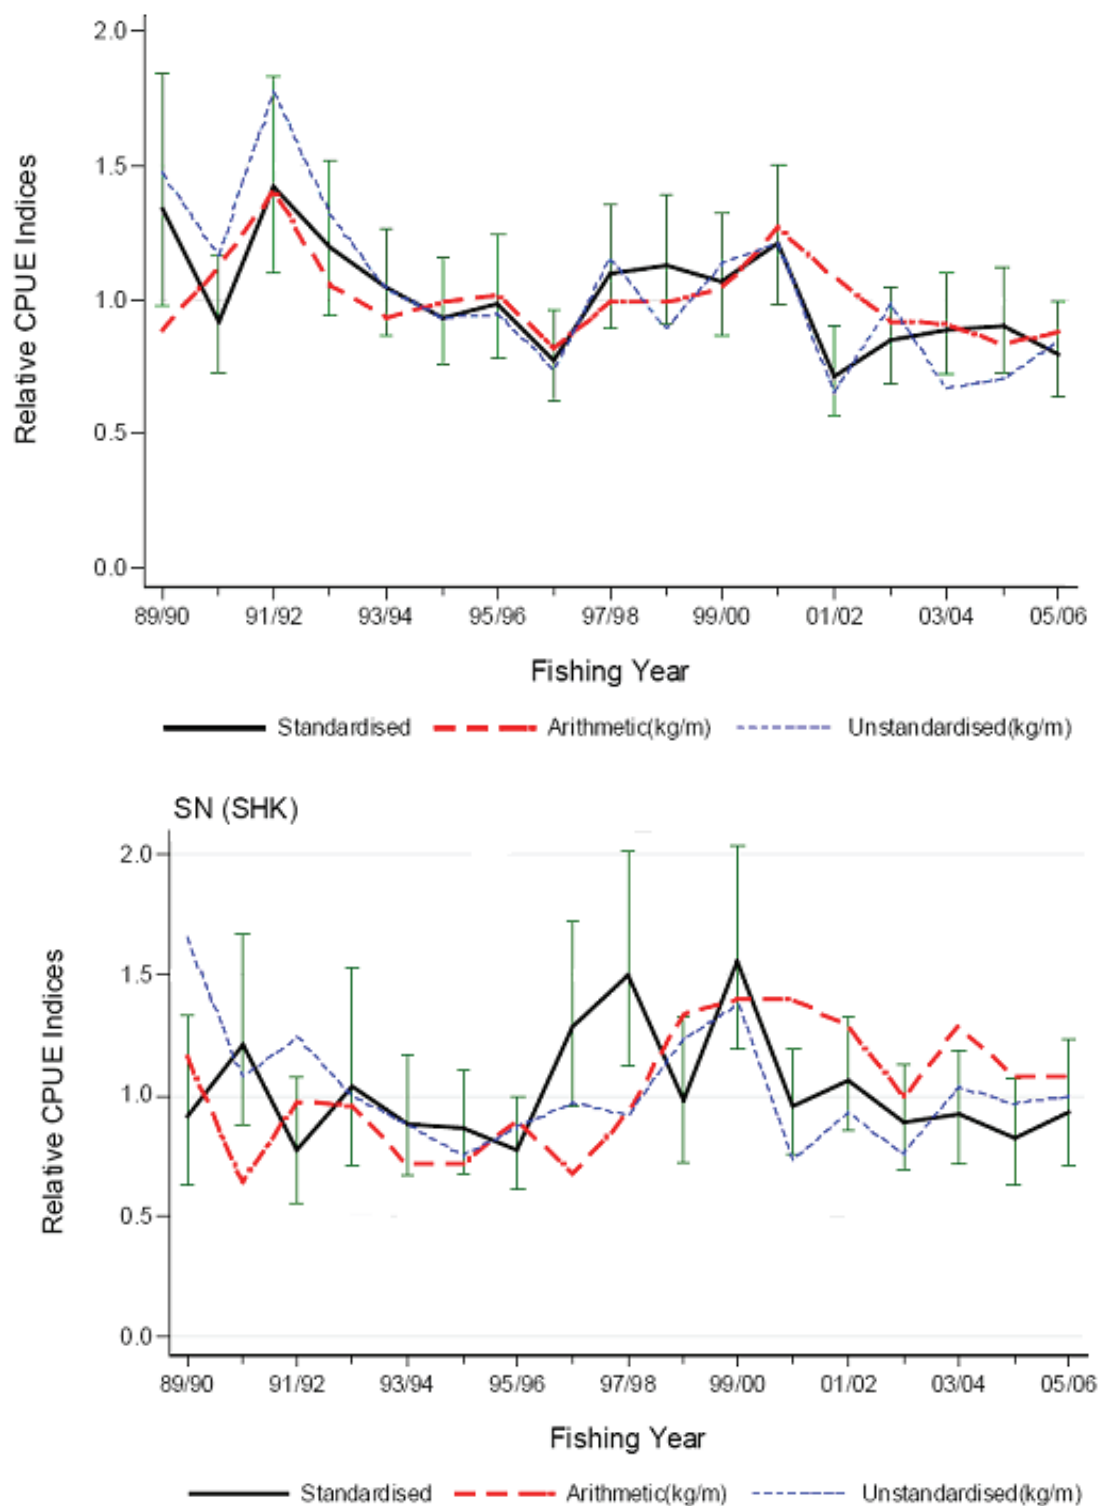 2.0
1.5
1.0
0.5
0.0
Relative CPUE Indices
89/90 91/92 93/94 95/96 97/98 99/00 01/02 03/04 05/06
Fishing Year
Standardised Arithmetic(kg/m) Unstandardised(kg/m)
SN (SHK)
2.0
1.5
1.0
0.5
0.0
Relative CPUE Indices
89/90 91/92 93/94 95/96 97/98 99/00 01/02 03/04 05/06
Fishing Year
Standardised Arithmetic(kg/m) Unstandardised(kg/m)